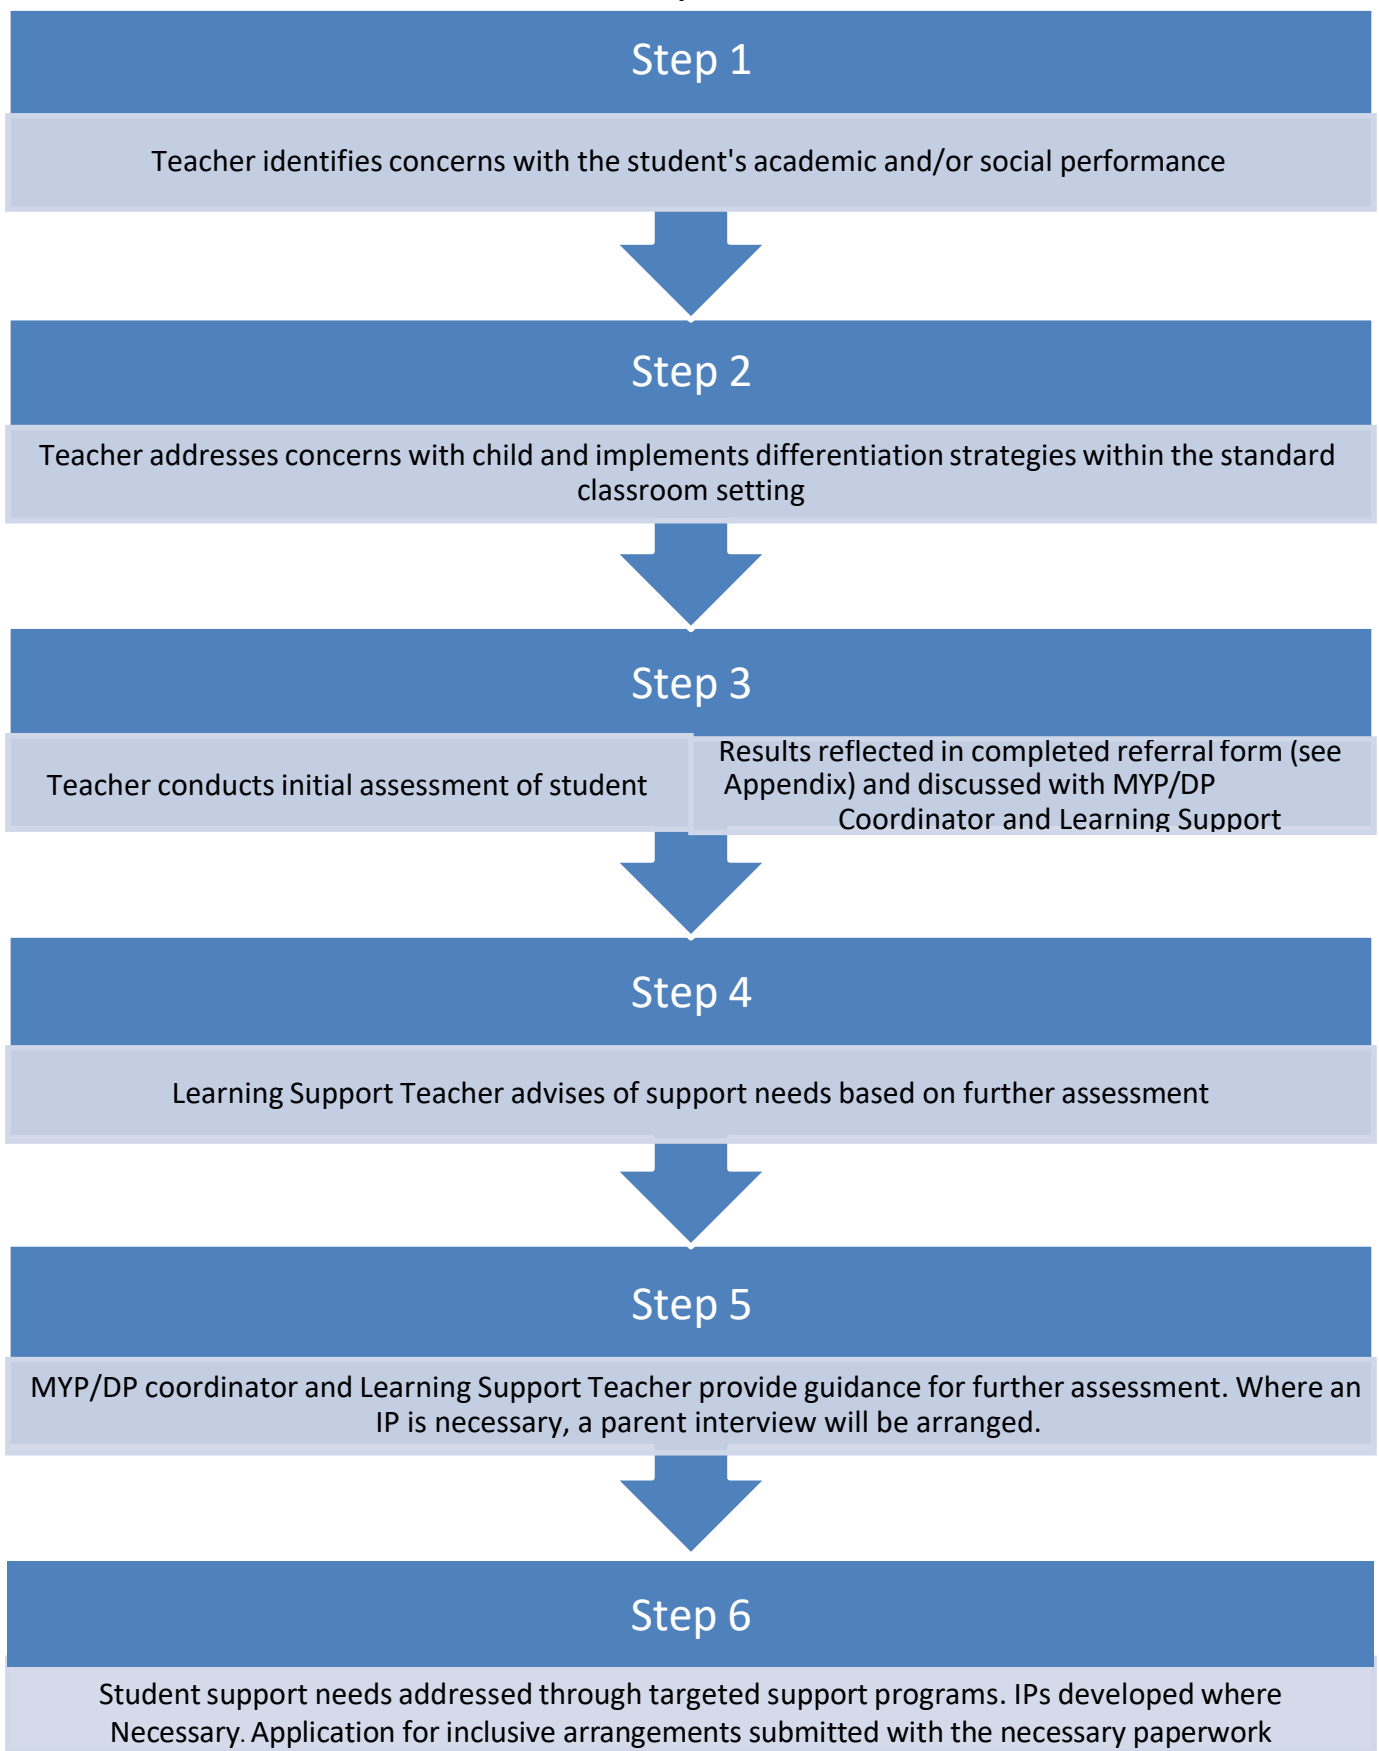 Step 1
Teacher identifies concerns with the student's academic and/or social performance
Step 2
Teacher addresses concerns with child and implements differentiation strategies within the standard
classroom setting
Step 3
Teacher conducts initial assessment of student
Results reflected in completed referral form (see
Appendix) and discussed with MYP/DP
Coordinator and Learning Support
Step 4
Learning Support Teacher advises of support needs based on further assessment
Step 5
MYP/DP coordinator and Learning Support Teacher provide guidance for further assessment. Where an
IP is necessary, a parent interview will be arranged.
Step 6
Student support needs addressed through targeted support programs. IPs developed where
Necessary. Application for inclusive arrangements submitted with the necessary paperwork